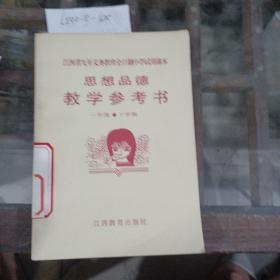 江西省九年义务教育全日制小学试用课本
思想品德
教学参考书
一年级●下学期
江西教育出版社